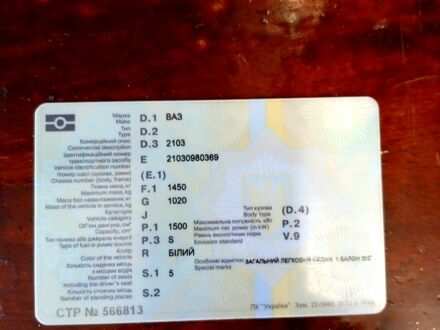 Марка
Make D.1 ВАЗ
Тип
Type D.2
Комерційний опис
Commercial description D.3 2103
Ідентифікаційний номер
транспортного засобу
Vehicle identification number E 21030980369
Номер шасі (кузова, рами)
Chassis number (body, frame) (E.1)
Повна маса, кг
Maximum mass, kg F.1 1450
Маса без навантаження, кг
Mass of the vehicle in service, kg G 1020
Категорія
Vehicle category J
Тип кузова
Body Type (D.4)
Об'єм, см³
Capacity, cm³ P.1 1500
Максимальна потужність кВт
Maximum net power (in kW) P.2
Тип палива або джерело енергії
Type of fuel or power source P.3 S
Рівень екологічних норм
Emission standard V.9
Колір
Color of the vehicle R БІЛИЙ
Кількість сидячих місць
з місцем водія
Number of seats
including the driver's seat S.1 5
Особливі відмітки
Special marks ЗАГАЛЬНИЙ ЛЕГКОВИЙ СЕДАН 1 БАЛОН
Кількість стоячих місць
Number of standing places S.2
СТР № 566813
ПК "Україна".